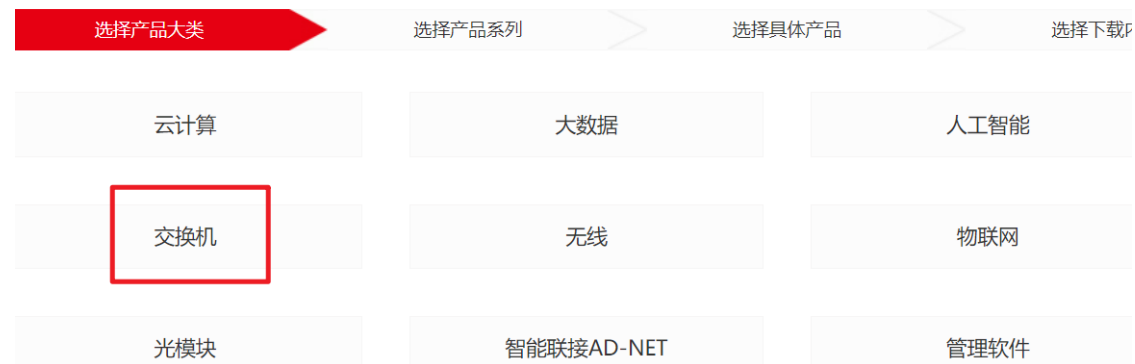 选择产品大类 选择产品系列 选择具体产品 选择下载
云计算 大数据 人工智能
交换机 无线 物联网
光模块 智能联接AD-NET 管理软件